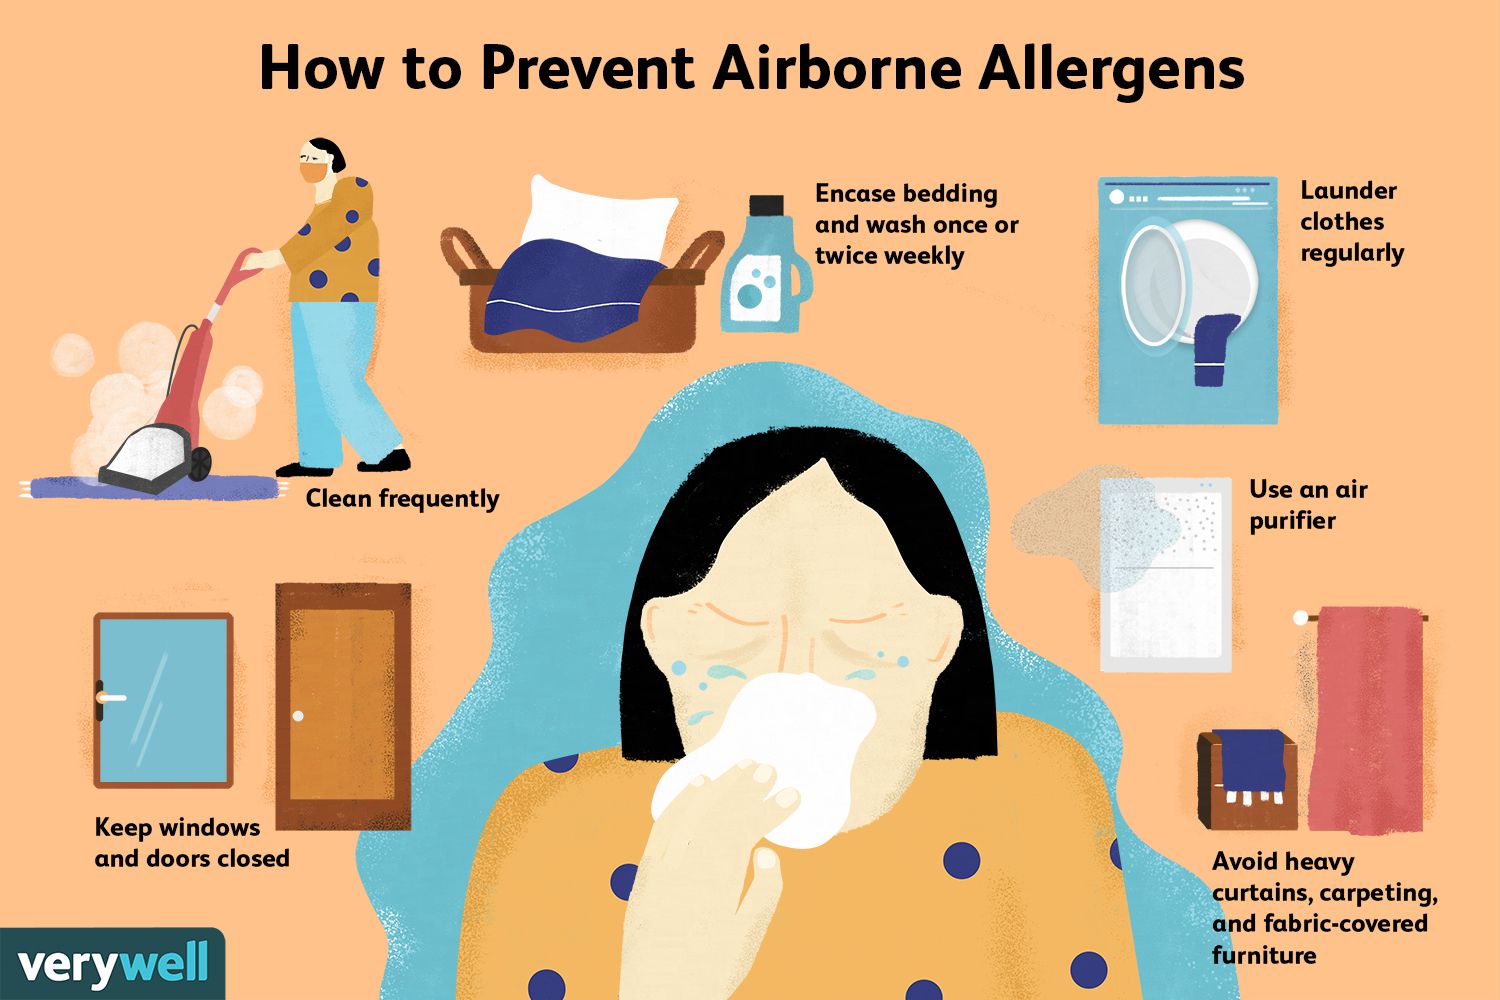 How to Prevent Airborne Allergens
Encase bedding
and wash once or
twice weekly
Launder
clothes
regularly
Clean frequently
Use an air
purifier
Keep windows
and doors closed
Avoid heavy
curtains, carpeting,
and fabric-covered
furniture
verywell